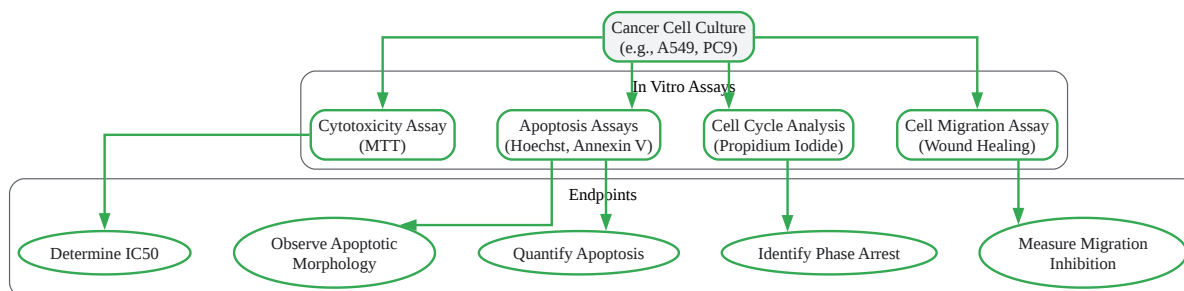 Cancer Cell Culture
(e.g., A549, PC9)
In Vitro Assays
Cytotoxicity Assay
(MTT)
Apoptosis Assays
(Hoechst, Annexin V)
Cell Cycle Analysis
(Propidium Iodide)
Cell Migration Assay
(Wound Healing)
Endpoints
Determine IC50
Observe Apoptotic
Morphology
Quantify Apoptosis
Identify Phase Arrest
Measure Migration
Inhibition